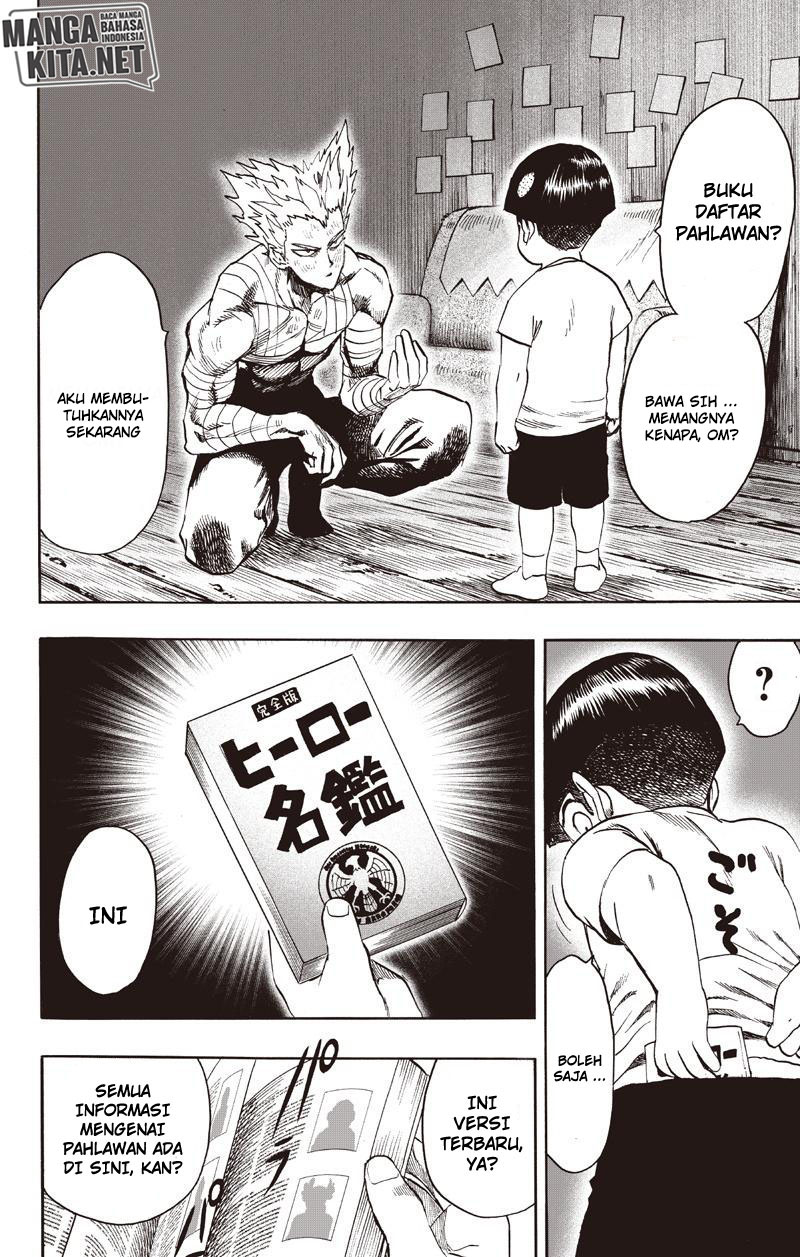 MANGA
KITA.NET
BACA MANGA
BAHASA
INDONESIA
BUKU
DAFTAR
PAHLAWAN?
BAWA SIH ...
MEMANGNYA
KENAPA, OM?
AKU MEMBU-
TUHKANNYA
SEKARANG
?
ごそ
BOLEH
SAJA ...
完全版
ヒーロー
名鑑
INI
INI
VERSI
TERBARU,
YA?
SEMUA
INFORMASI
MENGENAI
PAHLAWAN ADA
DI SINI, KAN?